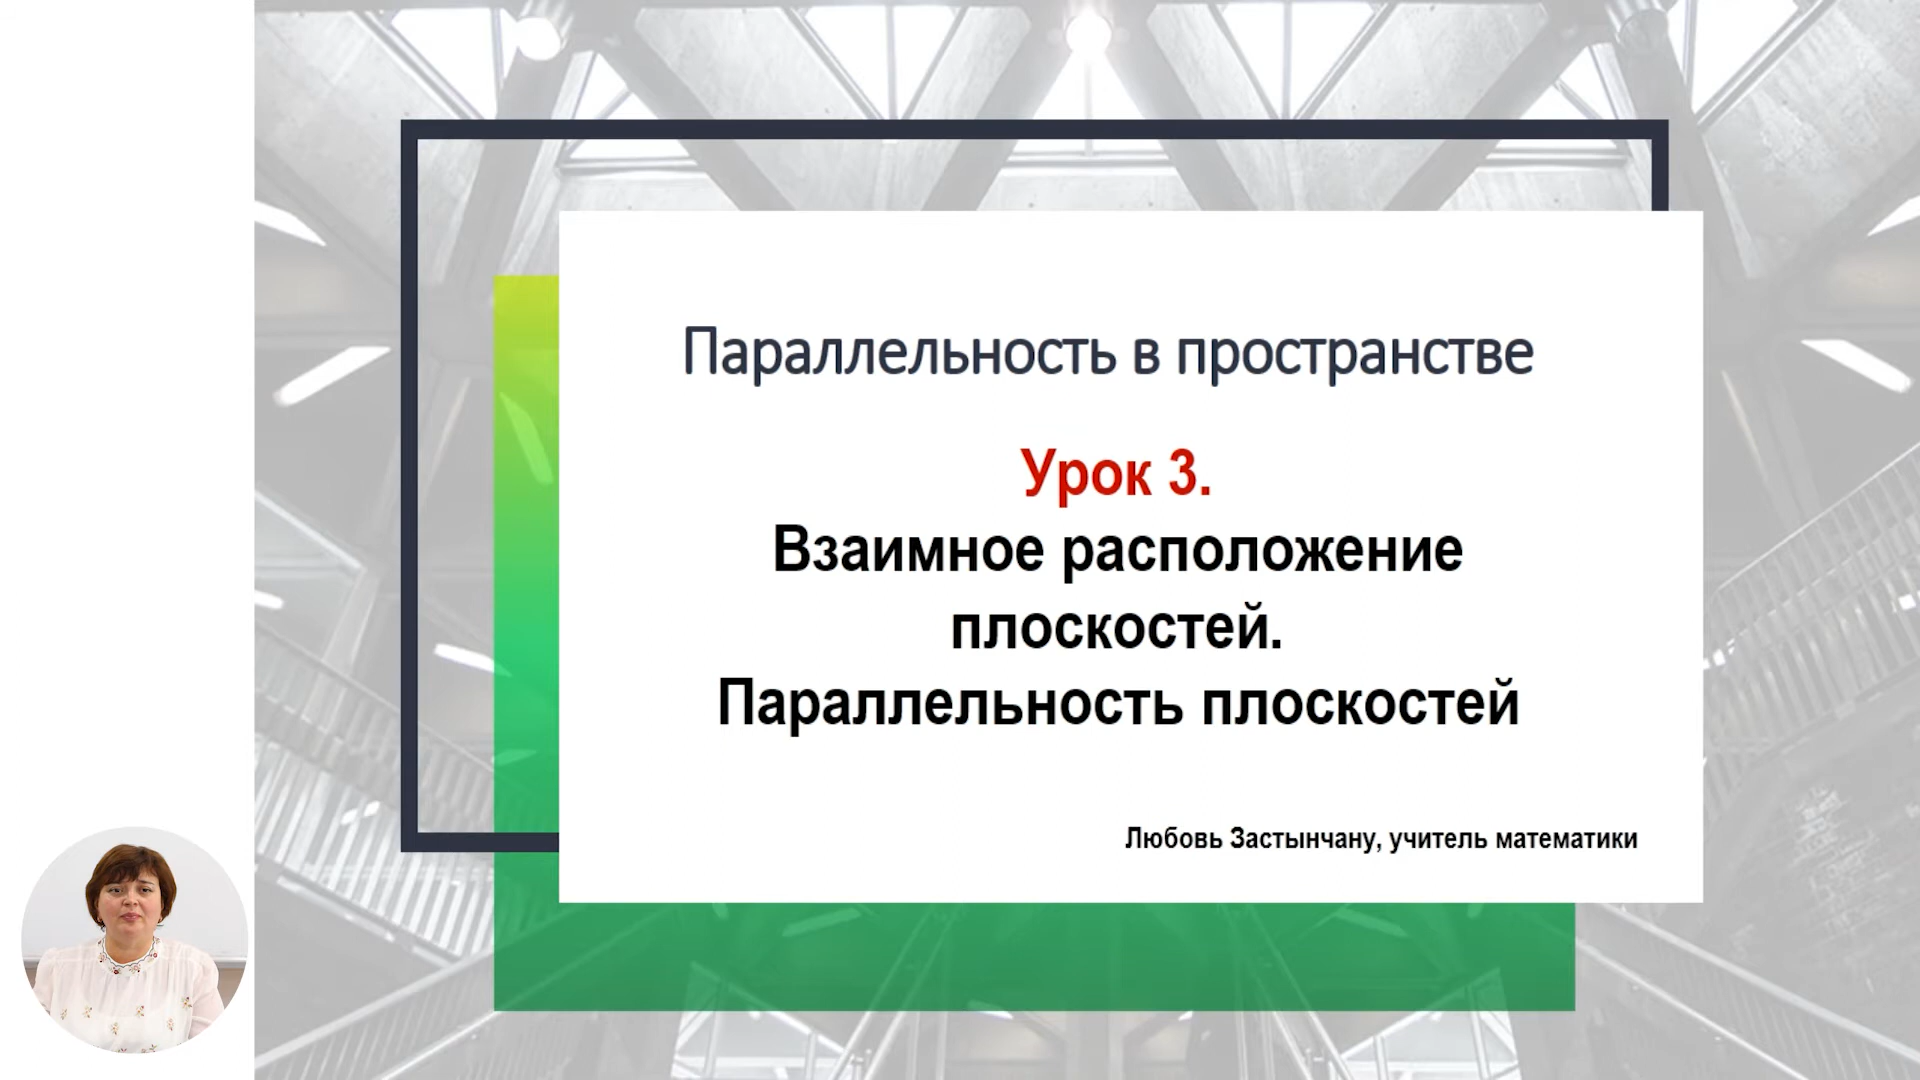 Параллельность в пространстве
Урок 3.
Взаимное расположение
плоскостей.
Параллельность плоскостей
Любовь Застынчану, учитель математики